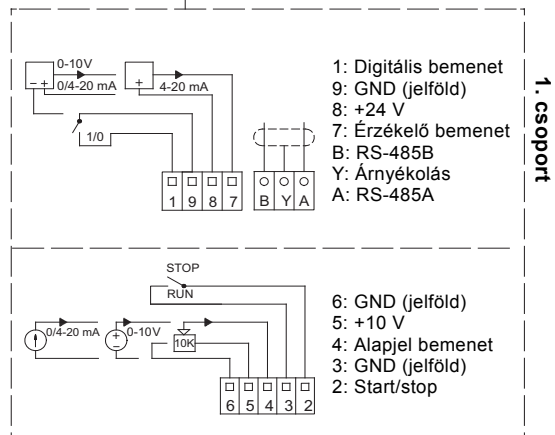 0-10V
0/4-20 mA
4-20 mA
1/0
1 9 8 7
B Y A
1: Digitális bemenet
9: GND (jelföld)
8: +24 V
7: Érzékelő bemenet
B: RS-485B
Y: Árnyékolás
A: RS-485A
1. csoport
STOP
RUN
0/4-20 mA
0-10V
10K
6 5 4 3 2
6: GND (jelföld)
5: +10 V
4: Alapjel bemenet
3: GND (jelföld)
2: Start/stop